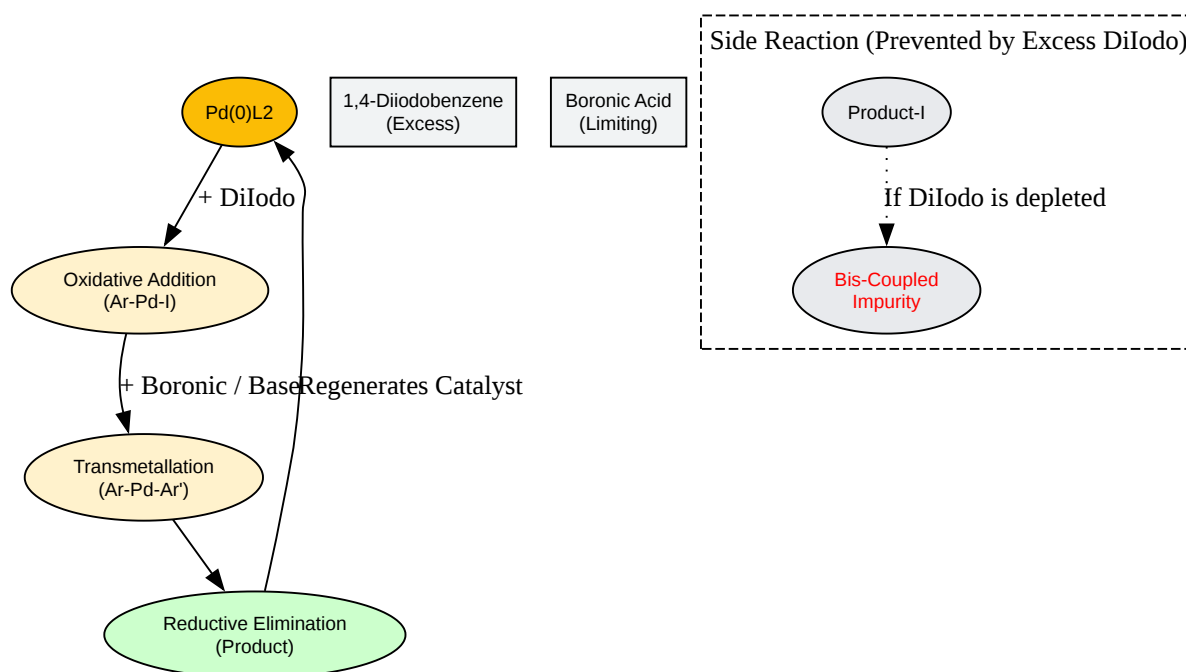 Side Reaction (Prevented by Excess DiIodo)
Pd(0)L2
1,4-Diiodobenzene
(Excess)
Boronic Acid
(Limiting)
Product-I
+ DiIodo
If DiIodo is depleted
Oxidative Addition
(Ar-Pd-I)
Bis-Coupled
Impurity
+ Boronic / Base
Regenerates Catalyst
Transmetallation
(Ar-Pd-Ar')
Reductive Elimination
(Product)